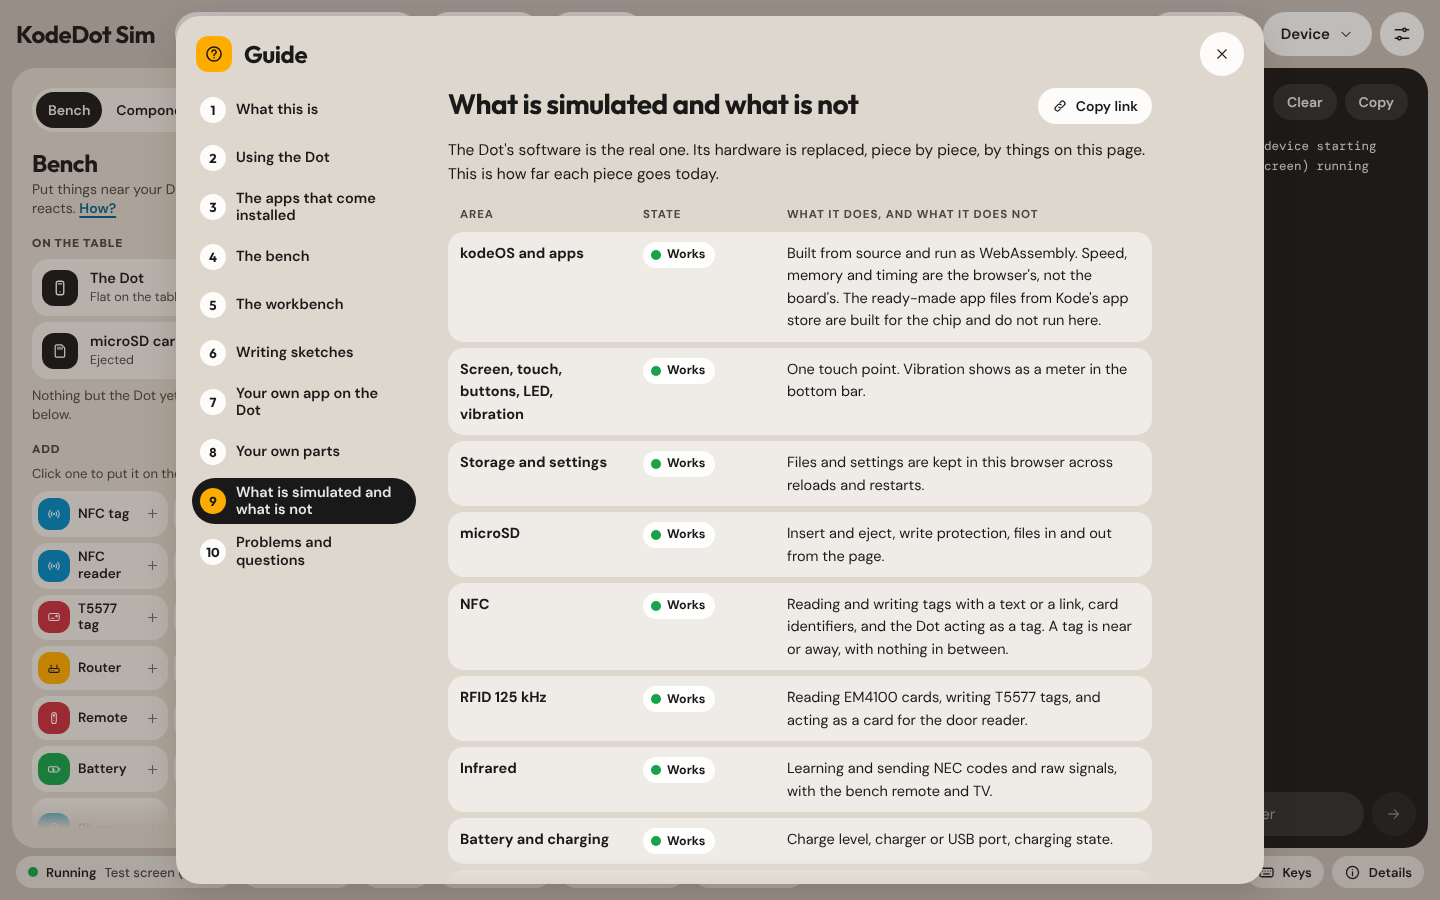 KodeDot Sim
Device
Guide
Bench
Bench
Put things near your D
reacts. How?
ON THE TABLE
The Dot
Flat on the tabl
microSD car
Ejected
Nothing but the Dot yet
below.
ADD
Click one to put it on the
NFC tag
NFC
reader
T5577
tag
Router
Remote
Battery
Running Test screen
1 What this is
2 Using the Dot
3 The apps that come
installed
4 The bench
5 The workbench
6 Writing sketches
7 Your own app on the
Dot
8 Your own parts
9 What is simulated and
what is not
10 Problems and
questions
What is simulated and what is not
Copy link
The Dot's software is the real one. Its hardware is replaced, piece by piece, by things on this page.
This is how far each piece goes today.
AREA STATE WHAT IT DOES, AND WHAT IT DOES NOT
kodeOS and apps Works
Built from source and run as WebAssembly. Speed,
memory and timing are the browser's, not the
board's. The ready-made app files from Kode's app
store are built for the chip and do not run here.
Screen, touch,
buttons, LED,
vibration
Works
One touch point. Vibration shows as a meter in the
bottom bar.
Storage and settings Works
Files and settings are kept in this browser across
reloads and restarts.
microSD Works
Insert and eject, write protection, files in and out
from the page.
NFC Works
Reading and writing tags with a text or a link, card
identifiers, and the Dot acting as a tag. A tag is near
or away, with nothing in between.
RFID 125 kHz Works
Reading EM4100 cards, writing T5577 tags, and
acting as a card for the door reader.
Infrared Works
Learning and sending NEC codes and raw signals,
with the bench remote and TV.
Battery and charging Works
Charge level, charger or USB port, charging state.
Clear Copy
device starting
creen) running
Keys Details